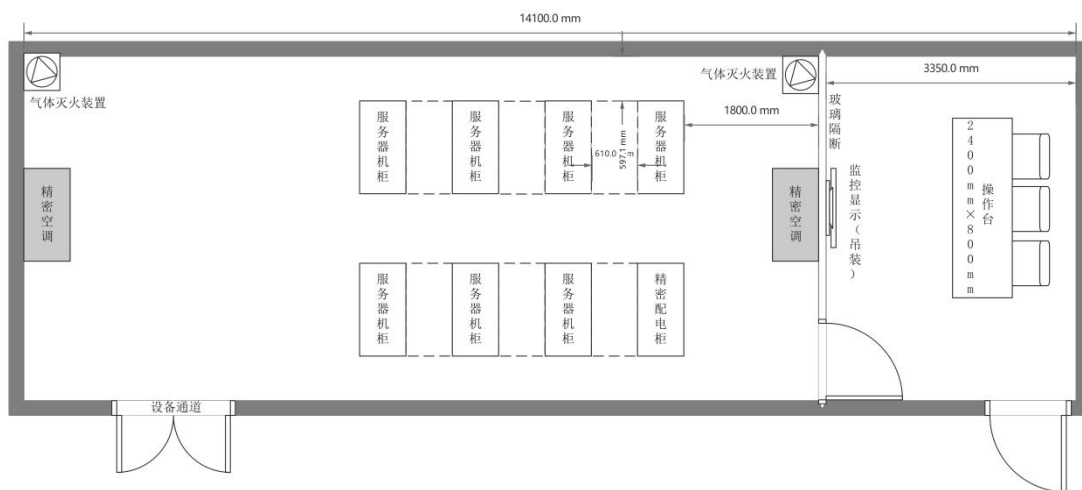 14100.0 mm
气体灭火装置
气体灭火装置
3350.0 mm
1800.0 mm
610.0
597.1 mm
玻璃隔断
服务器机柜
服务器机柜
服务器机柜
服务器机柜
精密空调
精密空调
监控显示（吊装）
操作台
2400mm×800mm
服务器机柜
服务器机柜
服务器机柜
精密配电柜
设备通道